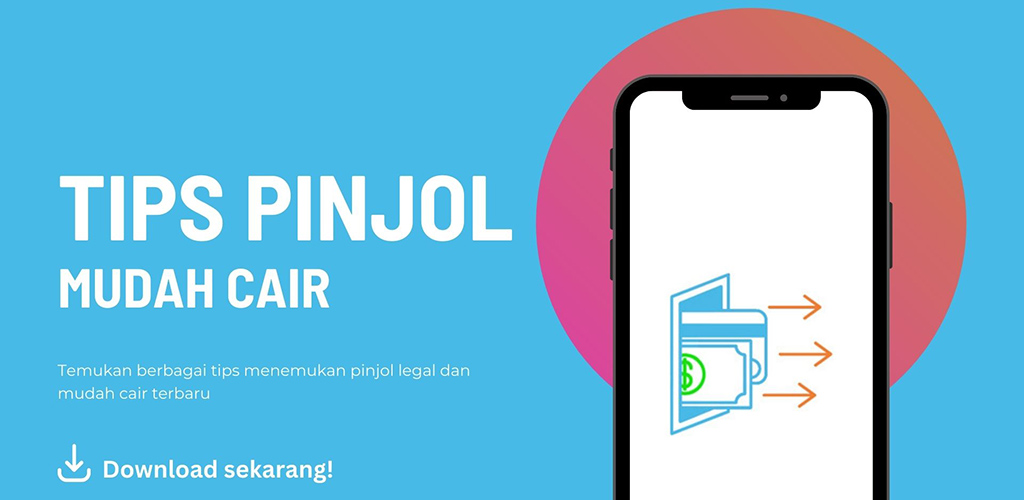 TIPS PINJOL
MUDAH CAIR
Temukan berbagai tips menemukan pinjol legal dan
mudah cair terbaru
Download sekarang!
$